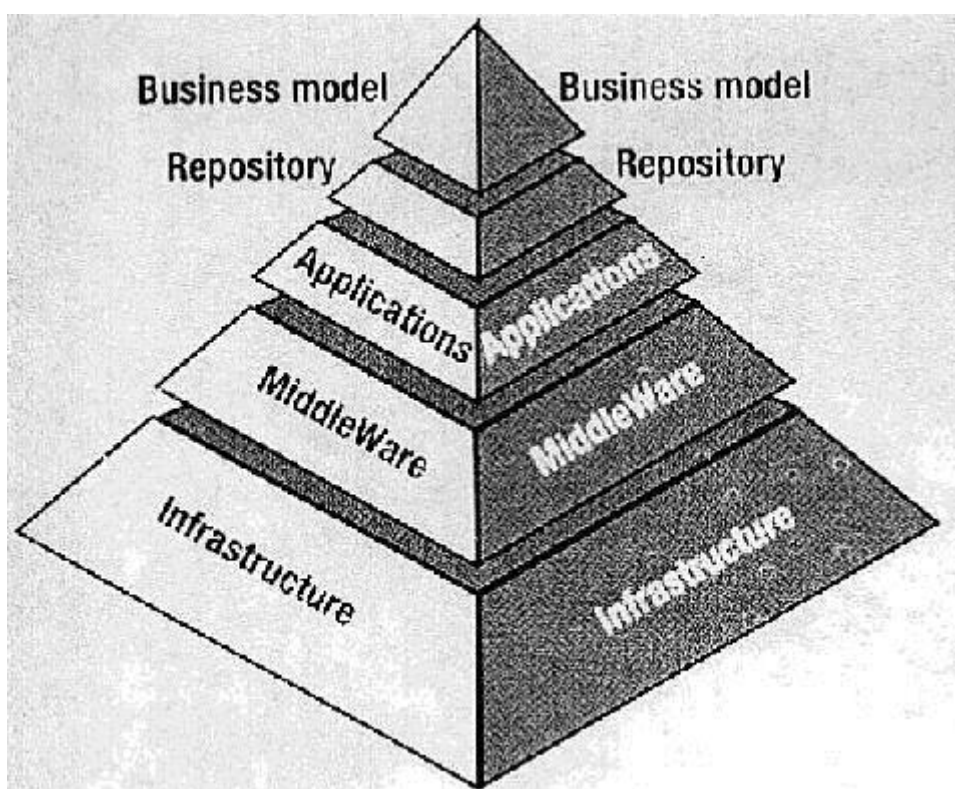 Business model
Business model
Repository
Repository
Applications
Applications
MiddleWare
MiddleWare
Infrastructure
Infrastructure